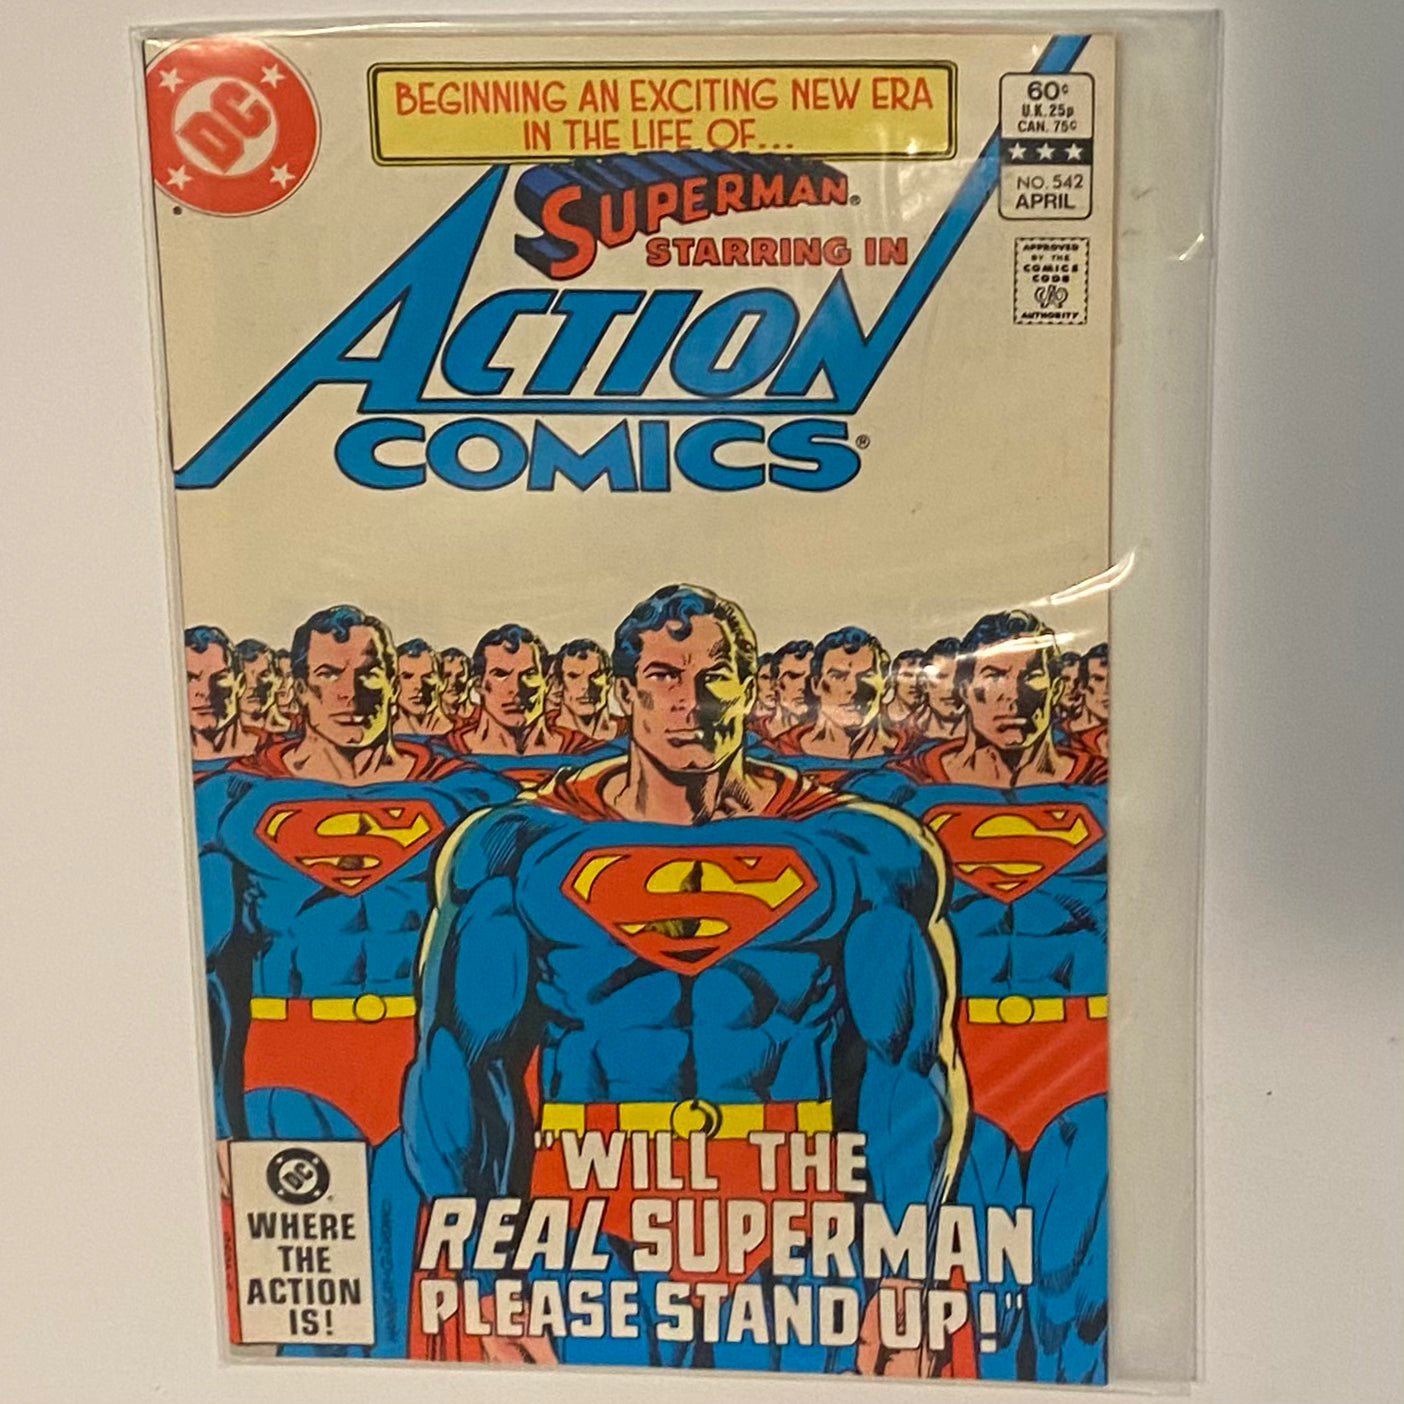 DC
BEGINNING AN EXCITING NEW ERA
IN THE LIFE OF...
60¢
U.K. 25p
CAN. 75¢
NO. 542
APRIL
APPROVED
BY THE
COMICS
CODE
AUTHORITY
SUPERMAN®
STARRING IN
ACTION
COMICS®
DC
WHERE
THE
ACTION
IS!
"WILL THE
REAL SUPERMAN
PLEASE STAND UP!"